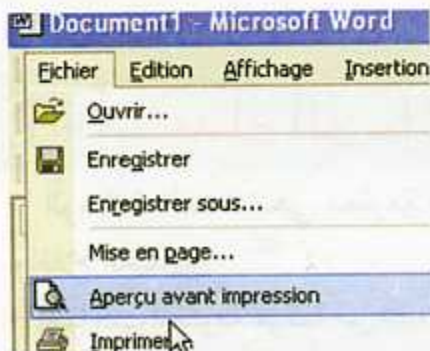 Document1 - Microsoft Word
Fichier Edition Affichage Insertion
Ouvrir...
Enregistrer
Enregistrer sous...
Mise en page...
Aperçu avant impression
Imprimer